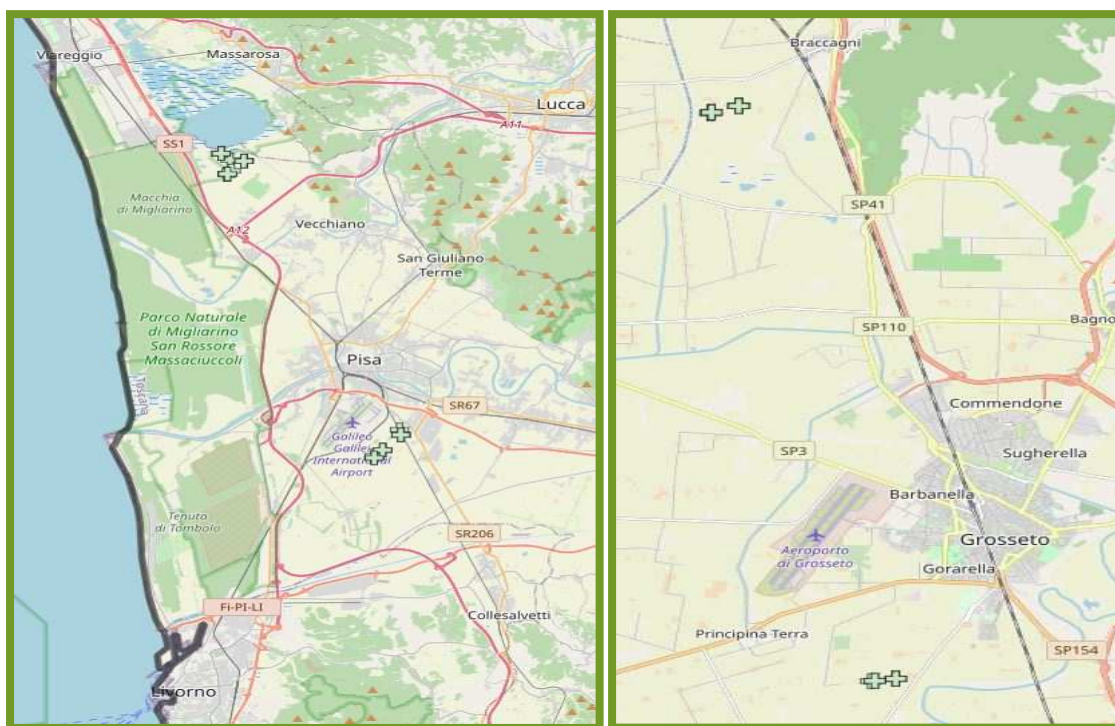 Viareggio
Massarosa
Lucca
A11
SS1
Macchia
di Migliarino
A12
Vecchiano
San Giuliano
Terme
Parco Naturale
di Migliarino
San Rossore
Massaciuccoli
Pisa
Toscana
SR67
Galileo
Galilei
International
Airport
Tenuta
di Tombolo
SR206
Fi-PI-LI
Collesalvetti
Livorno
Braccagni
SP41
SP110
Bagno
Commendone
SP3
Sugherella
Barbanella
Grosseto
Aeroporto
di Grosseto
Gorarella
Principina Terra
SP154